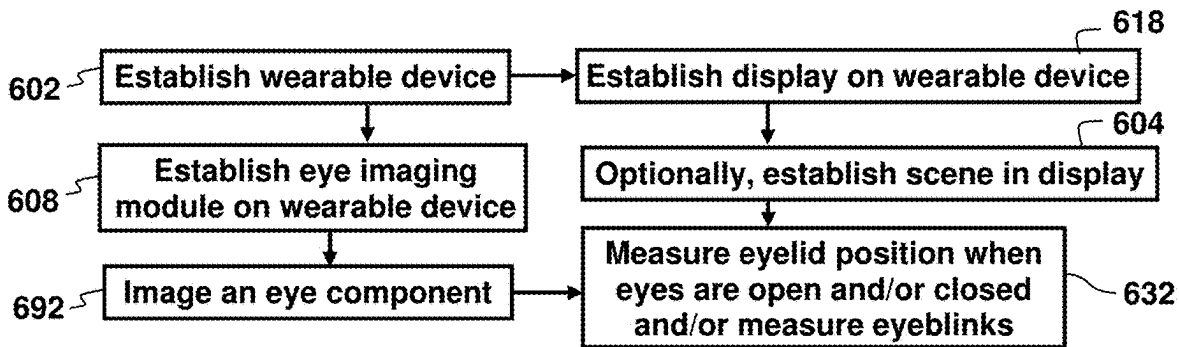 618
602
Establish wearable device
Establish display on wearable device
604
608
Establish eye imaging
module on wearable device
Optionally, establish scene in display
692
Image an eye component
Measure eyelid position when
eyes are open and/or closed
and/or measure eyeblinks
632